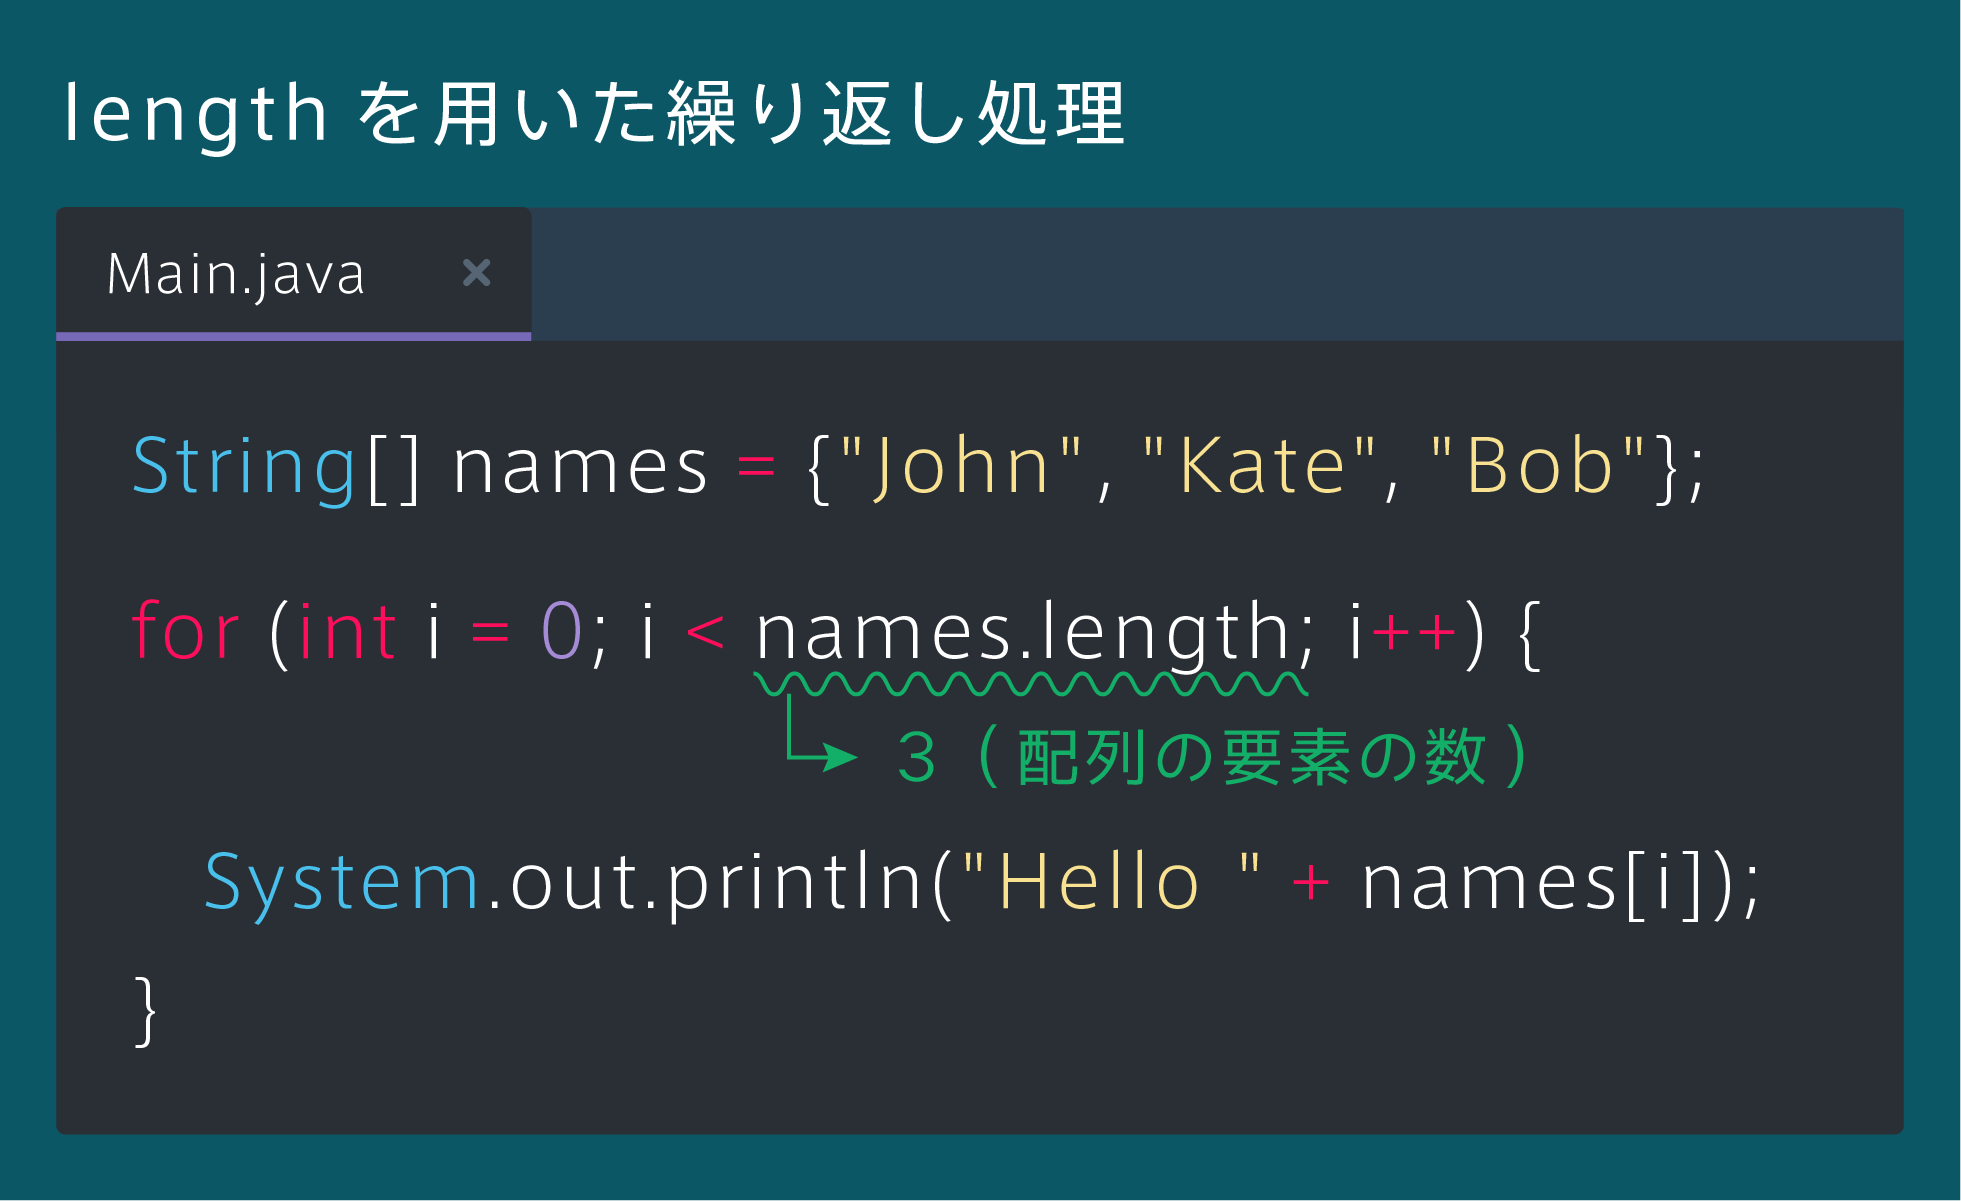 length を用いた繰り返し処理
Main.java ×
String[] names = {"John", "Kate", "Bob"};
for (int i = 0; i < names.length; i++) {
3（配列の要素の数）
System.out.println("Hello " + names[i]);
}